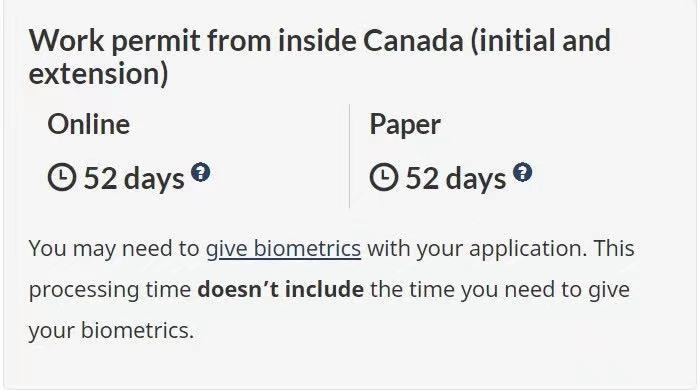 Work permit from inside Canada (initial and
extension)
Online
Paper
52 days ?
52 days ?
You may need to give biometrics with your application. This
processing time doesn't include the time you need to give
your biometrics.